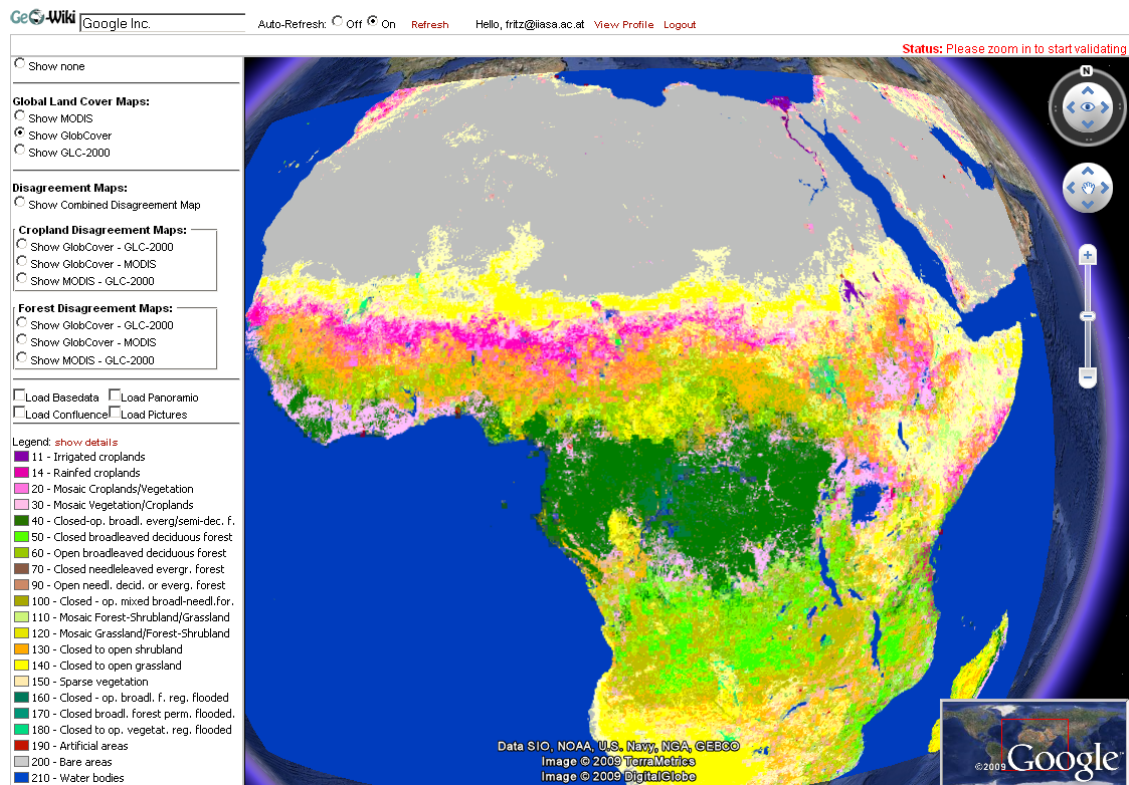 GeO-Wiki Google Inc. Auto-Refresh: Off On Refresh Hello, fritz@iiasa.ac.at View Profile Logout
Status: Please zoom in to start validating
Show none
Global Land Cover Maps:
Show MODIS
Show GlobCover
Show GLC-2000
Disagreement Maps:
Show Combined Disagreement Map
Cropland Disagreement Maps:
Show GlobCover - GLC-2000
Show GlobCover - MODIS
Show MODIS - GLC-2000
Forest Disagreement Maps:
Show GlobCover - GLC-2000
Show GlobCover - MODIS
Show MODIS - GLC-2000
Load Basedata Load Panoramio
Load Confluence Load Pictures
Legend: show details
11 - Irrigated croplands
14 - Rainfed croplands
20 - Mosaic Croplands/Vegetation
30 - Mosaic Vegetation/Croplands
40 - Closed-op. broadl. everg/semi-dec. f.
50 - Closed broadleaved deciduous forest
60 - Open broadleaved deciduous forest
70 - Closed needleleaved evergr. forest
90 - Open needl. decid. or everg. forest
100 - Closed - op. mixed broadl-needl.for.
110 - Mosaic Forest-Shrubland/Grassland
120 - Mosaic Grassland/Forest-Shrubland
130 - Closed to open shrubland
140 - Closed to open grassland
150 - Sparse vegetation
160 - Closed - op. broadl. f. reg. flooded
170 - Closed broadl. forest perm. flooded.
180 - Closed to op. vegetat. reg. flooded
190 - Artificial areas
200 - Bare areas
210 - Water bodies
N
Data SIO, NOAA, U.S. Navy, NGA, GEBCO
Image © 2009 TerraMetrics
Image © 2009 DigitalGlobe
©2009 Google™